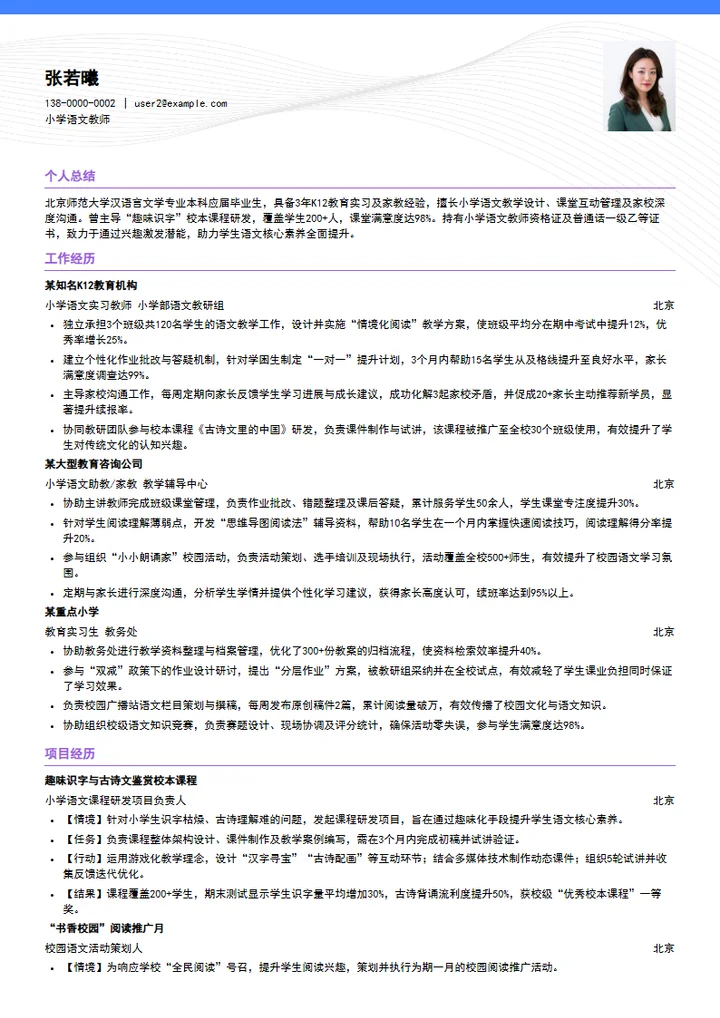 张若曦
138-0000-0002 | user2@example.com
小学语文教师
个人总结
北京师范大学汉语言文学专业本科应届毕业生，具备3年K12教育实习及家教经验，擅长小学语文教学设计、课堂互动管理及家校深
度沟通。曾主导“趣味识字”校本课程研发，覆盖学生200+人，课堂满意度达98%。持有小学语文教师资格证及普通话一级乙等证
书，致力于通过兴趣激发潜能，助力学生语文核心素养全面提升。
工作经历
某知名K12教育机构
小学语文实习教师 小学部语文教研组 北京
• 独立承担3个班级共120名学生的语文教学工作，设计并实施“情境化阅读”教学方案，使班级平均分在期中考试中提升12%，优
秀率增长25%。
• 建立个性化作业批改与答疑机制，针对学困生制定“一对一”提升计划，3个月内帮助15名学生从及格线提升至良好水平，家长
满意度调查达99%。
• 主导家校沟通工作，每周定期向家长反馈学生学习进展与成长建议，成功化解3起家校矛盾，并促成20+家长主动推荐新学员，显
著提升续报率。
• 协同教研团队参与校本课程《古诗文里的中国》研发，负责课件制作与试讲，该课程被推广至全校30个班级使用，有效提升了学
生对传统文化的认知兴趣。
某大型教育咨询公司
小学语文助教/家教 教学辅导中心 北京
• 协助主讲教师完成班级课堂管理，负责作业批改、错题整理及课后答疑，累计服务学生50余人，学生课堂专注度提升30%。
• 针对学生阅读理解薄弱点，开发“思维导图阅读法”辅导资料，帮助10名学生在一个月内掌握快速阅读技巧，阅读理解得分率提
升20%。
• 参与组织“小小朗诵家”校园活动，负责活动策划、选手培训及现场执行，活动覆盖全校500+师生，有效提升了校园语文学习氛
围。
• 定期与家长进行深度沟通，分析学生学情并提供个性化学习建议，获得家长高度认可，续班率达到95%以上。
某重点小学
教育实习生 教务处 北京
• 协助教务处进行教学资料整理与档案管理，优化了300+份教案的归档流程，使资料检索效率提升40%。
• 参与“双减”政策下的作业设计研讨，提出“分层作业”方案，被教研组采纳并在全校试点，有效减轻了学生课业负担同时保证
了学习效果。
• 负责校园广播站语文栏目策划与撰稿，每周发布原创稿件2篇，累计阅读量破万，有效传播了校园文化与语文知识。
• 协助组织校级语文知识竞赛，负责赛题设计、现场协调及评分统计，确保活动零失误，参与学生满意度达98%。
项目经历
趣味识字与古诗文鉴赏校本课程
小学语文课程研发项目负责人 北京
• 【情境】针对小学生识字枯燥、古诗文理解难的问题，发起课程研发项目，旨在通过趣味化手段提升学生语文核心素养。
• 【任务】负责课程整体架构设计、课件制作及教学案例编写，需在3个月内完成初稿并试讲验证。
• 【行动】运用游戏化教学理念，设计“汉字寻宝”“古诗配画”等互动环节；结合多媒体技术制作动态课件；组织5轮试讲并收
集反馈迭代优化。
• 【结果】课程覆盖200+学生，期末测试显示学生识字量平均增加30%，古诗背诵流利度提升50%，获校级“优秀校本课程”一等
奖。
“书香校园”阅读推广月
校园语文活动策划人 北京
• 【情境】为响应学校“全民阅读”号召，提升学生阅读兴趣，策划并执行为期一月的校园阅读推广活动。